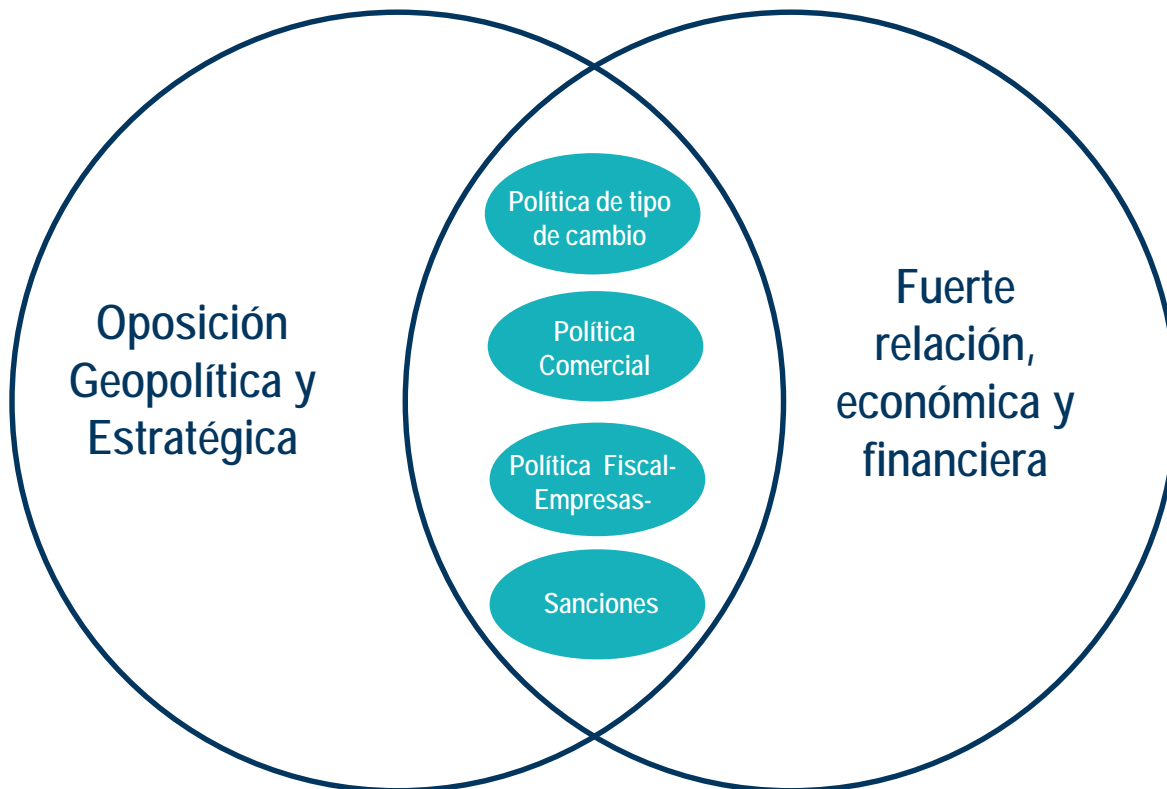 Oposición
Geopolítica y
Estratégica
Política de tipo
de cambio
Política
Comercial
Política Fiscal-
Empresas-
Sanciones
Fuerte
relación,
económica y
financiera